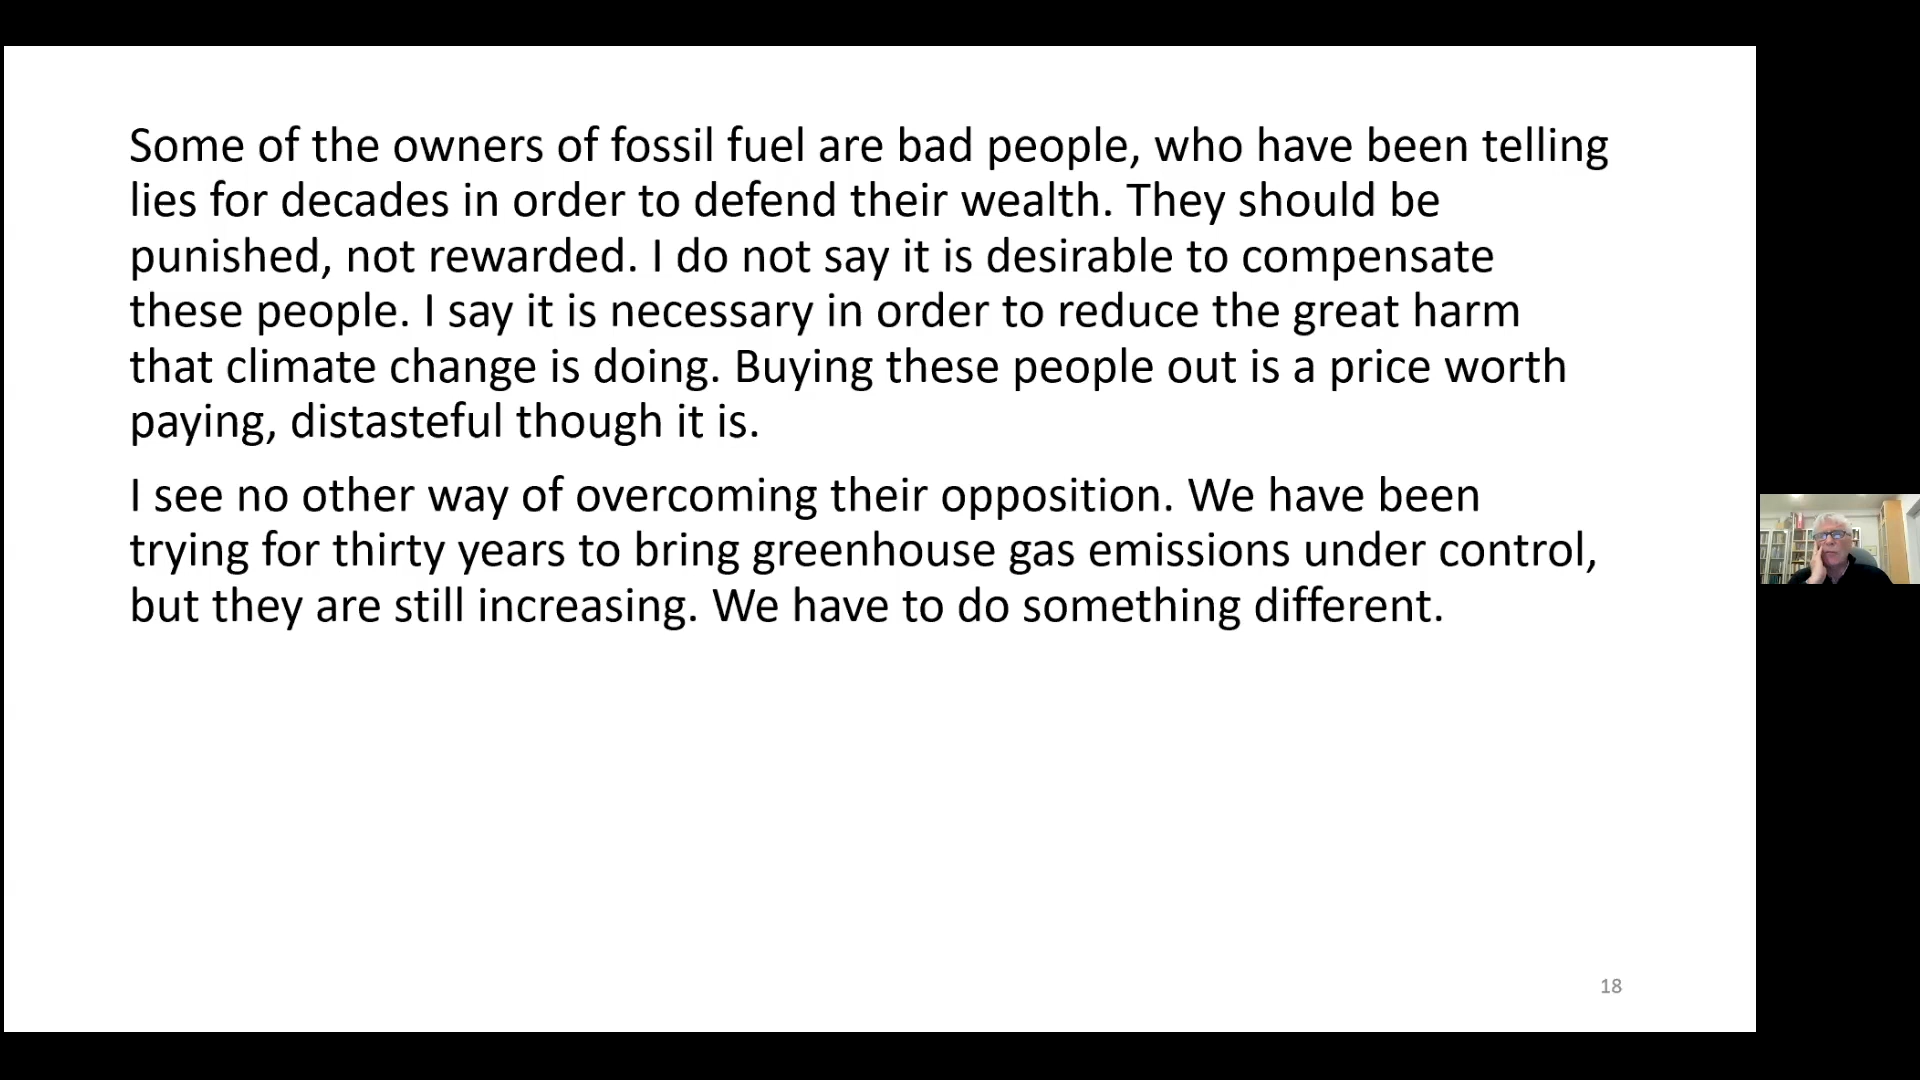 Some of the owners of fossil fuel are bad people, who have been telling
lies for decades in order to defend their wealth. They should be
punished, not rewarded. I do not say it is desirable to compensate
these people. I say it is necessary in order to reduce the great harm
that climate change is doing. Buying these people out is a price worth
paying, distasteful though it is.
I see no other way of overcoming their opposition. We have been
trying for thirty years to bring greenhouse gas emissions under control,
but they are still increasing. We have to do something different.
18